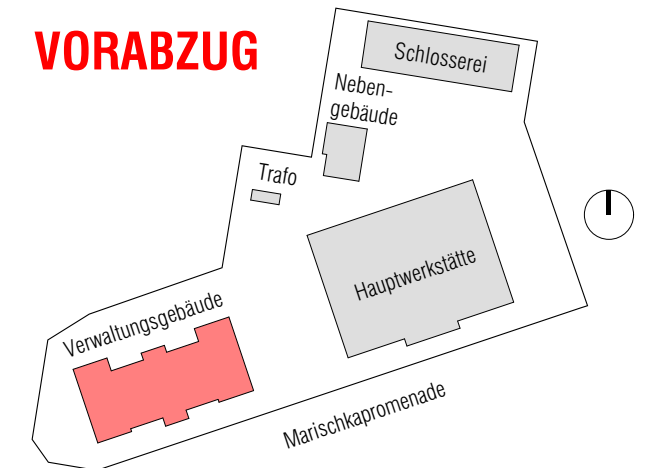 VORABZUG
Schlosserei
Neben-
gebäude
Trafo
Hauptwerkstätte
Verwaltungsgebäude
Marischkapromenade